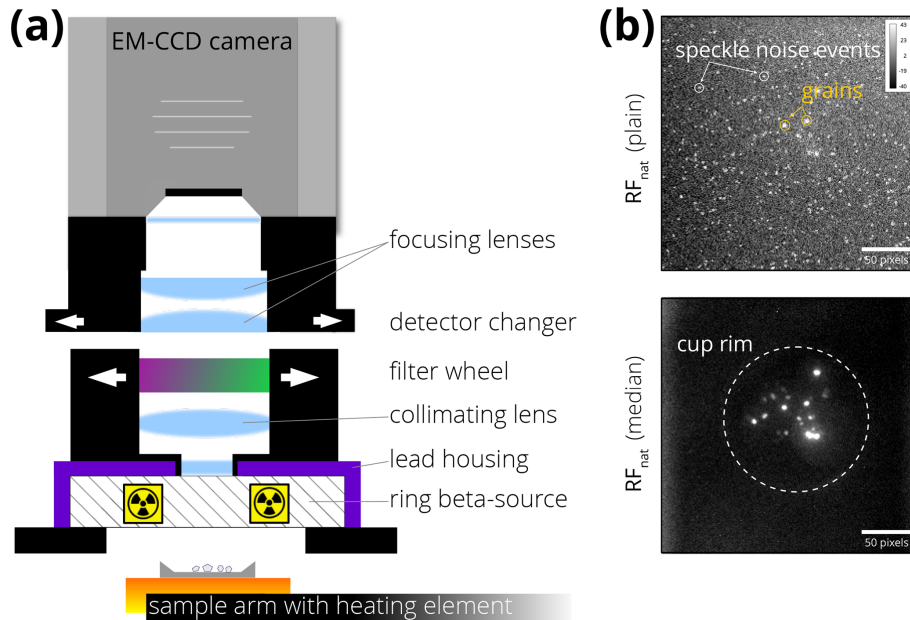 (a)
EM-CCD camera
focusing lenses
detector changer
filter wheel
collimating lens
lead housing
ring beta-source
sample arm with heating element
(b)
RFnat (plain)
speckle noise events
grains
43
23
2
-19
-40
50 pixels
RFnat (median)
cup rim
50 pixels